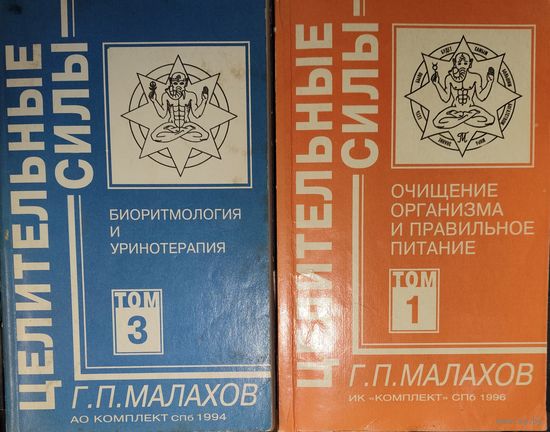 ЦЕЛИТЕЛЬНЫЕ
СИЛЫ
БИОРИТМОЛОГИЯ
И
УРИНОТЕРАПИЯ
ТОМ
3
Г.П.МАЛАХОВ
АО КОМПЛЕКТ СПб 1994
ЦЕЛИТЕЛЬНЫЕ
СИЛЫ
ОЧИЩЕНИЕ
ОРГАНИЗМА
И ПРАВИЛЬНОЕ
ПИТАНИЕ
ТОМ
1
Г.П.МАЛАХОВ
ИК «КОМПЛЕКТ» СПб 1996